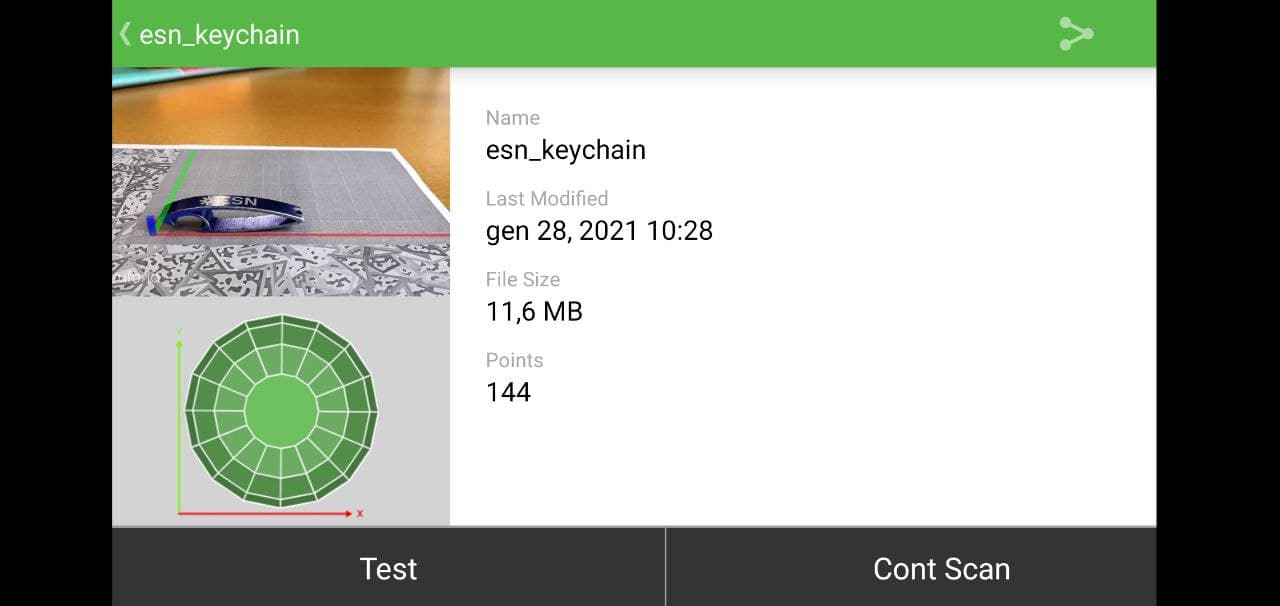 esn_keychain
Name
esn_keychain
Last Modified
gen 28, 2021 10:28
File Size
11,6 MB
Points
144
ESN
Y
X
Test
Cont Scan